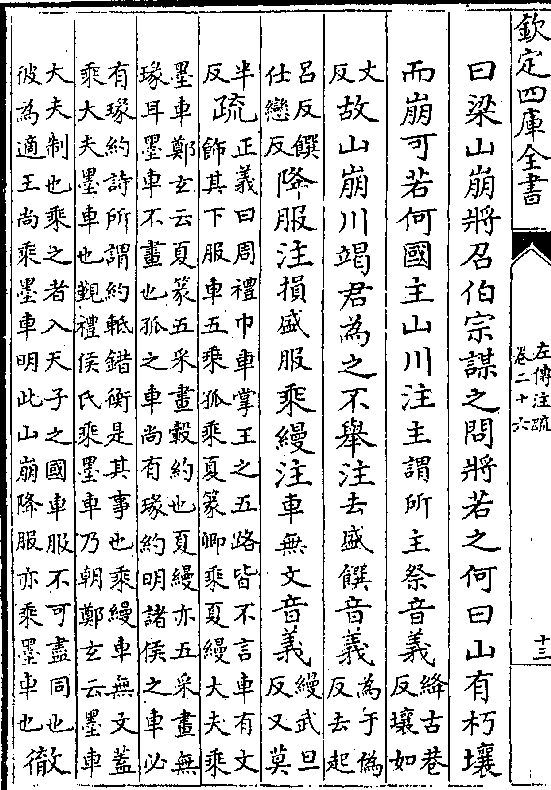 欽定四庫全書
左傳注疏
卷二十六
十三
曰梁山崩將召伯宗謀之問將若之何曰山有朽壤
而崩可若何國主山川注主謂所主祭音義絳古巷
反壤如
丈
反故山崩川竭君為之不舉注去盛饌音義為于偽
反去起
呂反饌
仕戀反降服注損盛服乘縵注車無文音義縵武旦
反又莫
半
反疏正義曰周禮巾車掌王之五路皆不言車有文
飾其下服車五乘孤乘夏篆卿乘夏縵大夫乘
墨車鄭玄云夏篆五采畫轂約也夏縵亦五采畫無
瑑耳墨車不畫也孤之車尚有瑑約明諸侯之車必
有瑑約詩所謂約軝錯衡是其事也乘縵車無文蓋
乘大夫墨車也覲禮侯氏乘墨車乃朝鄭玄云墨車
大夫制也乘之者入天子之國車服不可盡同也
彼為適王尚乘墨車明此山崩降服亦乘墨車也徹